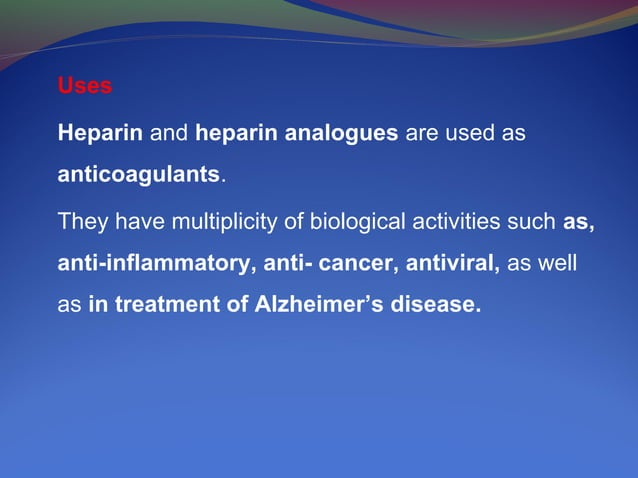 Uses
Heparin and heparin analogues are used as
anticoagulants.
They have multiplicity of biological activities such as,
anti-inflammatory, anti- cancer, antiviral, as well
as in treatment of Alzheimer’s disease.